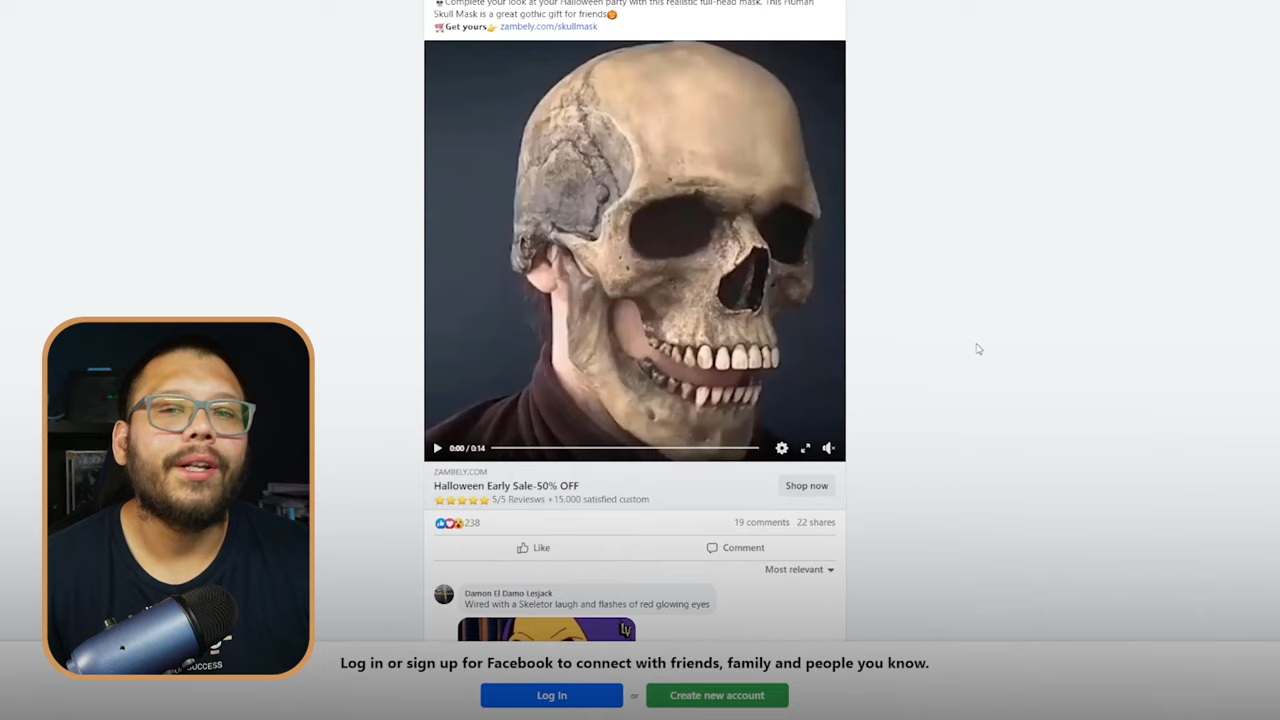 💀Complete your look at your Halloween party with this realistic full-head mask. This Human
Skull Mask is a great gothic gift for friends🎃
🛒Get yours👉 zambely.com/skullmask
0:00 / 0:14
ZAMBELY.COM
Halloween Early Sale-50% OFF
Shop now
⭐⭐⭐⭐⭐ 5/5 Reviesws +15.000 satisfied custom
238
19 comments 22 shares
Like
Comment
Most relevant
Damon El Damo Lesjack
Wired with a Skeletor laugh and flashes of red glowing eyes
LV
SUCCESS
Log in or sign up for Facebook to connect with friends, family and people you know.
Log In
or
Create new account